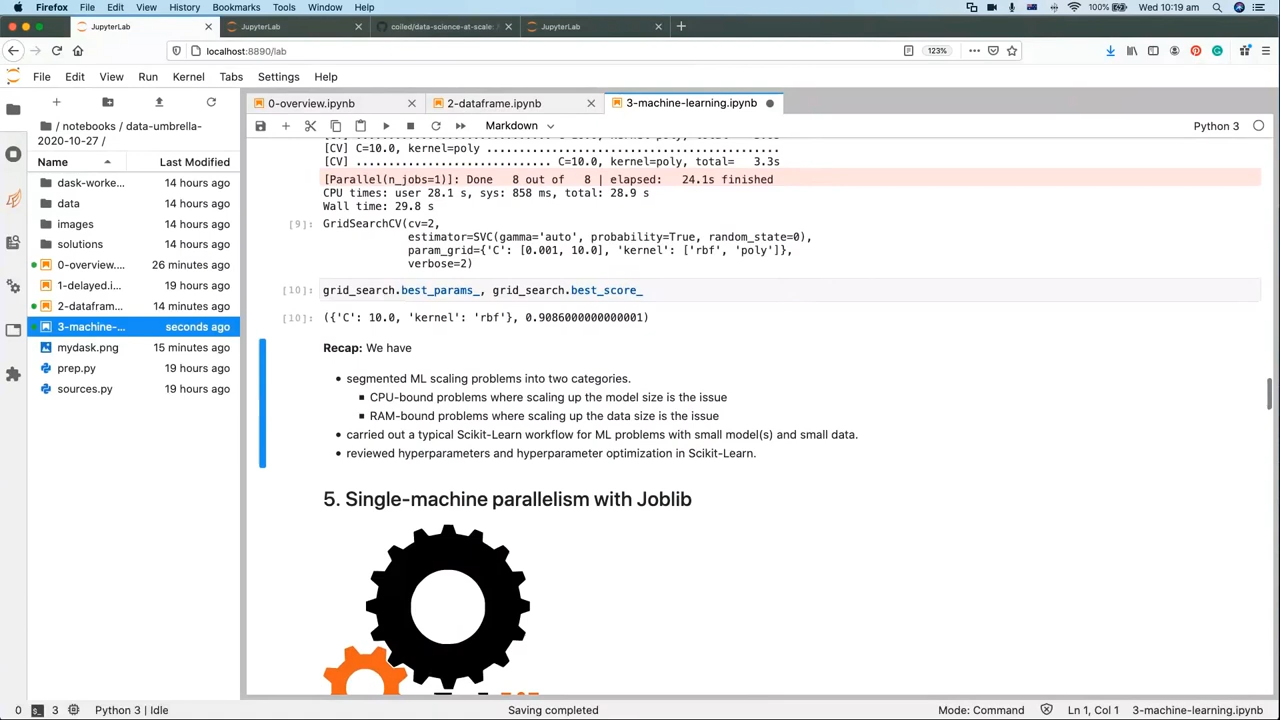 Firefox File Edit View History Bookmarks Tools Window Help 100% Wed 10:19 am
JupyterLab JupyterLab coiled/data-science-at-scale: JupyterLab
localhost:8890/lab 123%
File Edit View Run Kernel Tabs Settings Help
0-overview.ipynb 2-dataframe.ipynb 3-machine-learning.ipynb
Markdown Python 3
/ notebooks / data-umbrella-
2020-10-27 /
Name Last Modified
dask-worke... 14 hours ago
data 14 hours ago
images 14 hours ago
solutions 14 hours ago
0-overview.... 26 minutes ago
1-delayed.i... 19 hours ago
2-datafram... 14 minutes ago
3-machine-... seconds ago
mydask.png 15 minutes ago
prep.py 19 hours ago
sources.py 19 hours ago
[CV] C=10.0, kernel=poly ............................................
[CV] ............................ C=10.0, kernel=poly, total=   3.3s
[Parallel(n_jobs=1)]: Done   8 out of   8 | elapsed:   24.1s finished
CPU times: user 28.1 s, sys: 858 ms, total: 28.9 s
Wall time: 29.8 s
[9]: GridSearchCV(cv=2,
estimator=SVC(gamma='auto', probability=True, random_state=0),
param_grid={'C': [0.001, 10.0], 'kernel': ['rbf', 'poly']},
verbose=2)
[10]: grid_search.best_params_, grid_search.best_score_
[10]: ({'C': 10.0, 'kernel': 'rbf'}, 0.9086000000000001)
Recap: We have
• segmented ML scaling problems into two categories.
▪ CPU-bound problems where scaling up the model size is the issue
▪ RAM-bound problems where scaling up the data size is the issue
• carried out a typical Scikit-Learn workflow for ML problems with small model(s) and small data.
• reviewed hyperparameters and hyperparameter optimization in Scikit-Learn.
5. Single-machine parallelism with Joblib
0 3 Python 3 | Idle Saving completed Mode: Command Ln 1, Col 1 3-machine-learning.ipynb